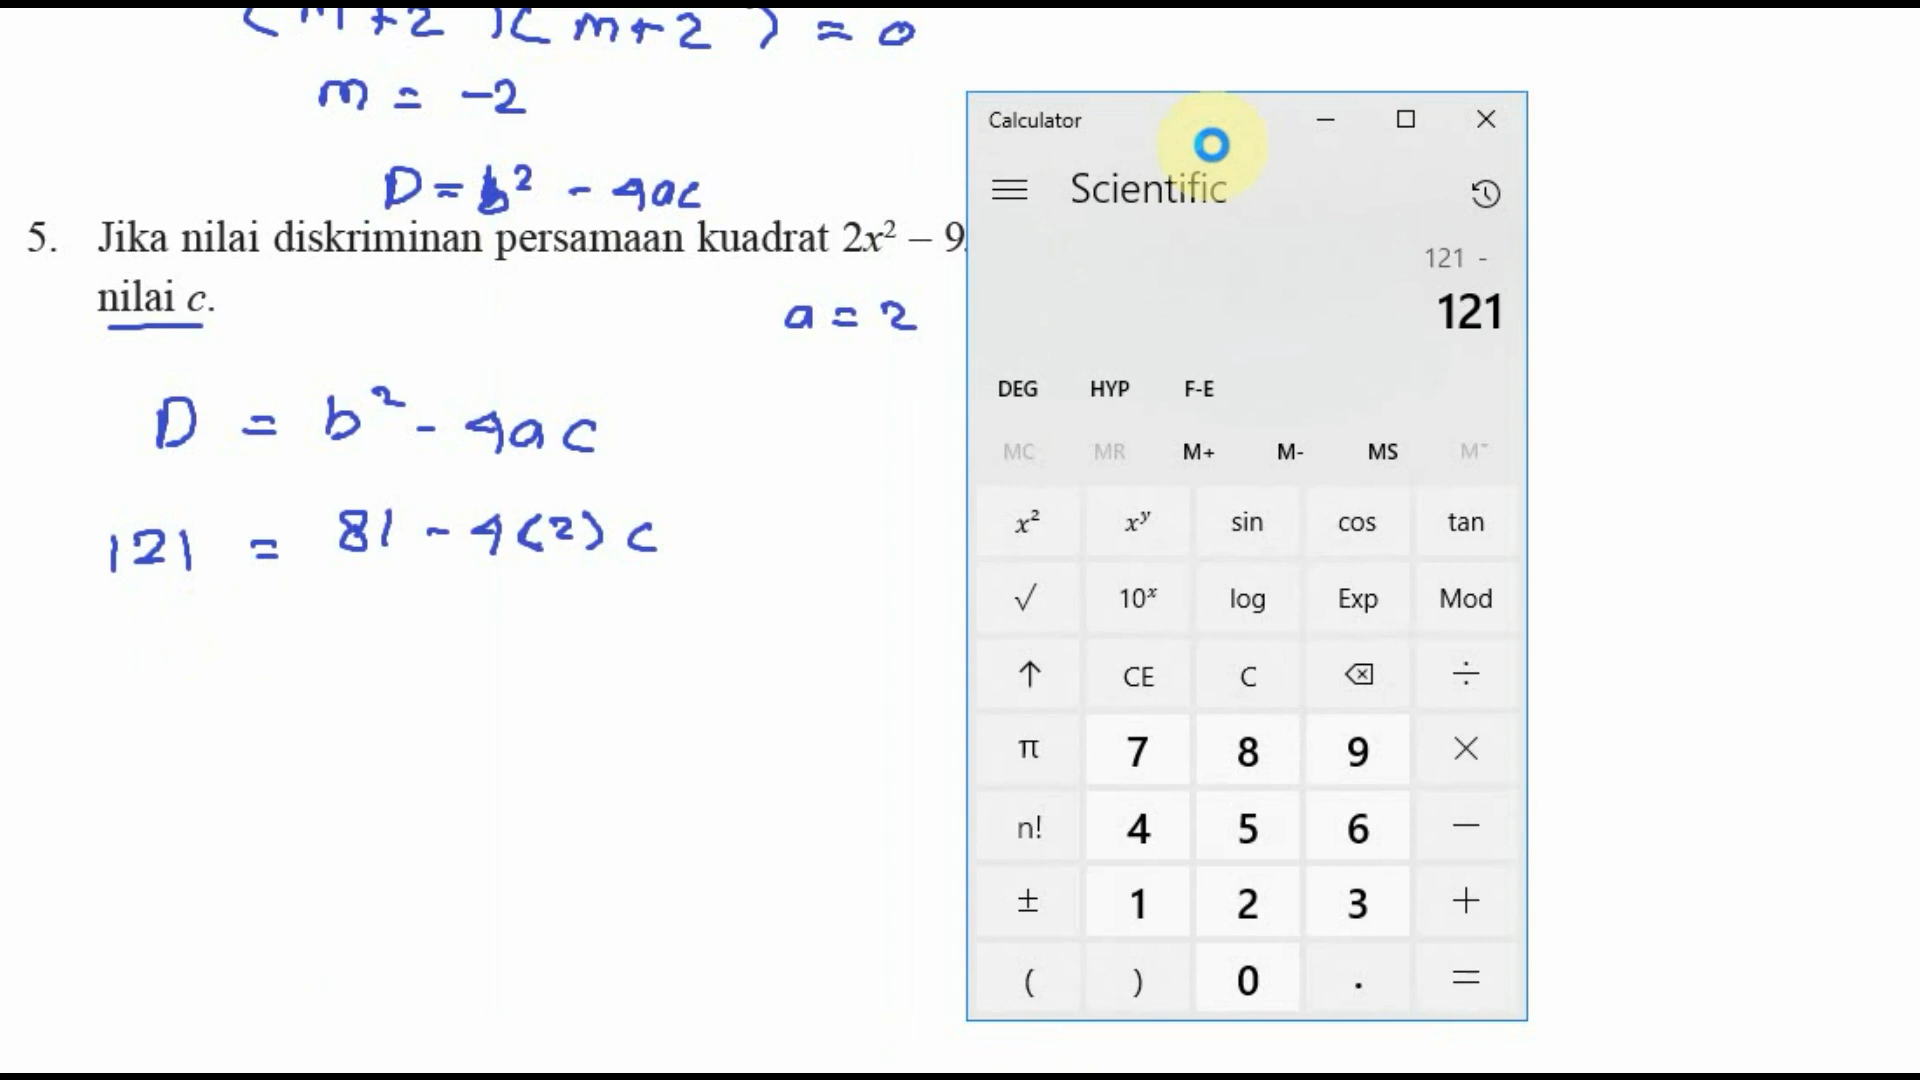 (m+2)(m+2) = 0
m = -2
D = b² - 4ac
5. Jika nilai diskriminan persamaan kuadrat 2x² – 9
nilai c.
a = 2
D = b² - 4ac
121 = 81 - 4(2)c
Calculator
Scientific
121 -
121
DEG HYP F-E
MC MR M+ M- MS M˅
x² xʸ sin cos tan
√ 10ˣ log Exp Mod
↑ CE C ⌫ ÷
π 7 8 9 ×
n! 4 5 6 −
± 1 2 3 +
( ) 0 . =